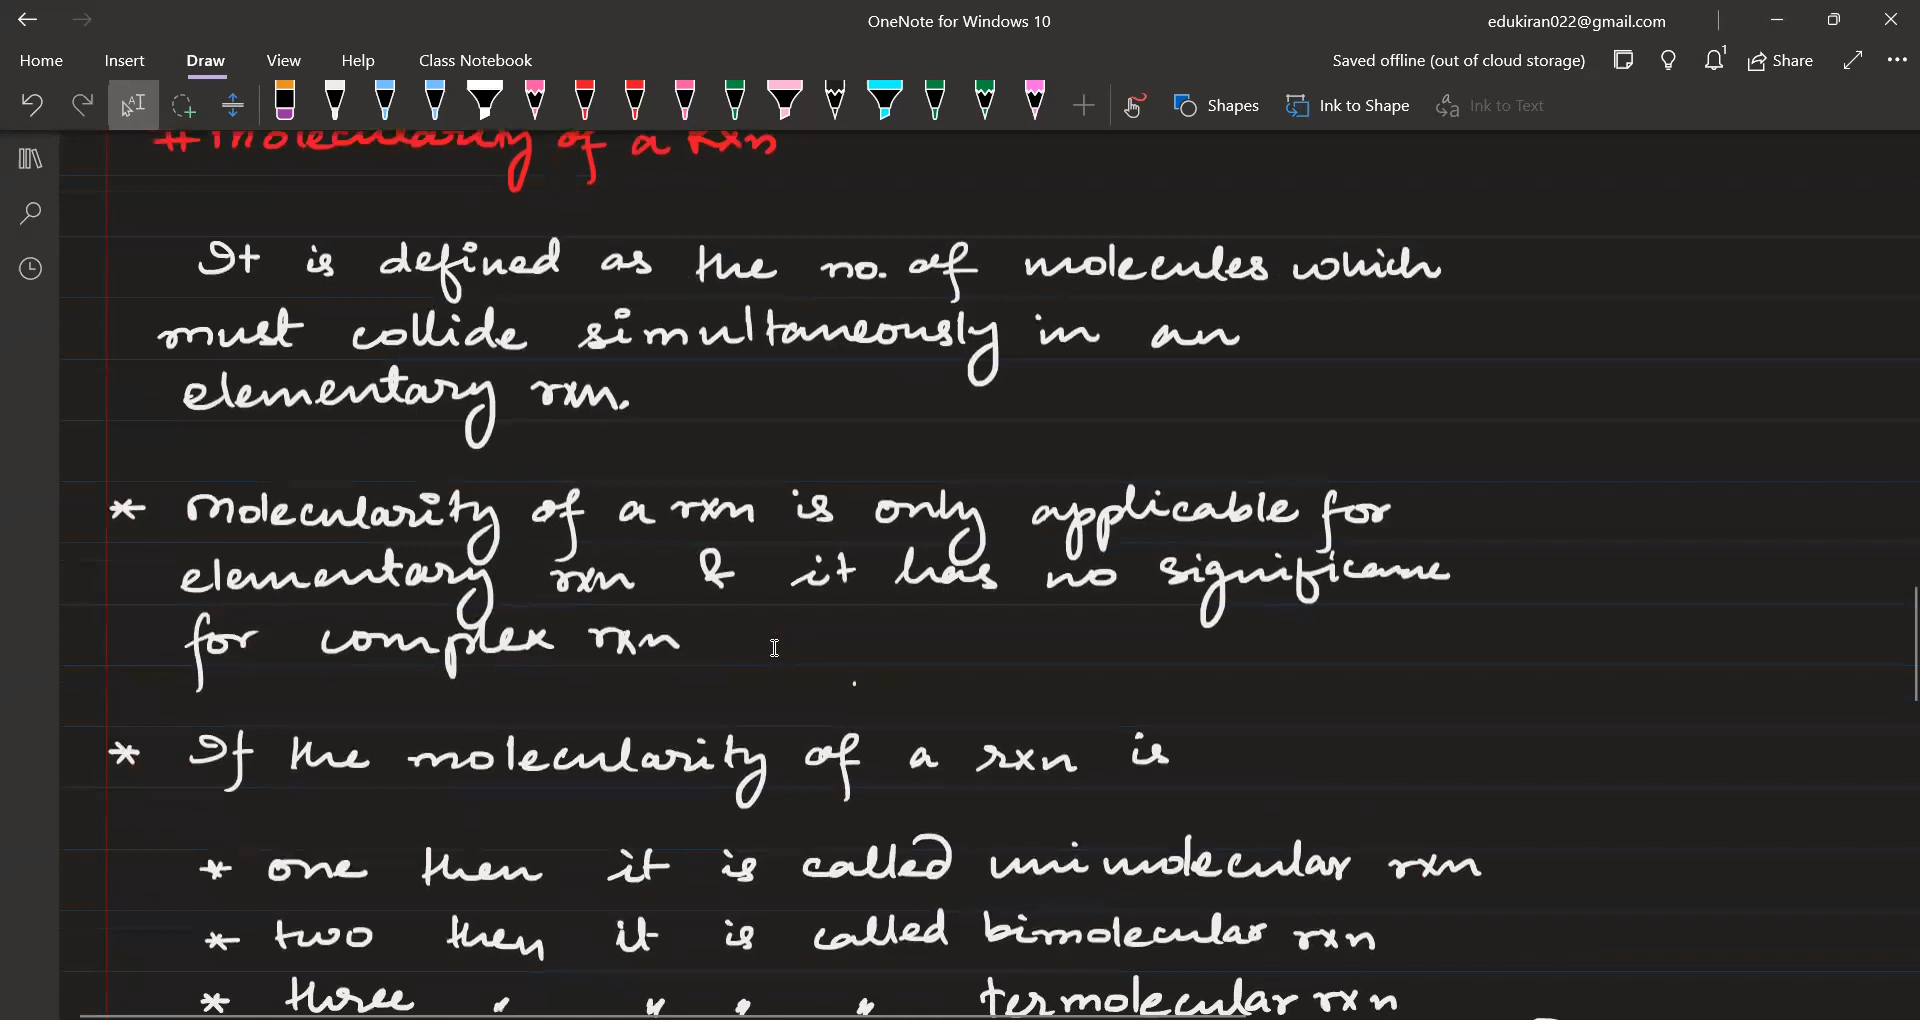 OneNote for Windows 10
edukiran022@gmail.com
Home Insert Draw View Help Class Notebook
Saved offline (out of cloud storage)
1
Share
Shapes
Ink to Shape
Ink to Text
# Molecularity of a rxn
It is defined as the no. of molecules which
must collide simultaneously in an
elementary rxn.
* Molecularity of a rxn is only applicable for
elementary rxn & it has no significance
for complex rxn
* If the molecularity of a rxn is
* one then it is called unimolecular rxn
* two then it is called bimolecular rxn
* three " " " " termolecular rxn